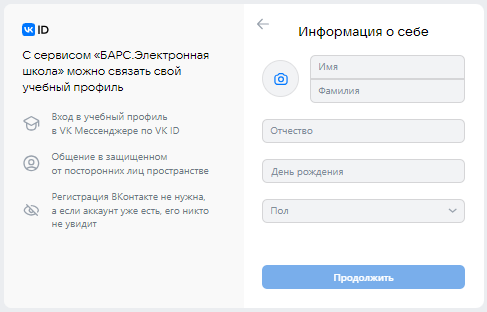 VK ID
С сервисом «БАРС.Электронная
школа» можно связать свой
учебный профиль
Вход в учебный профиль
в VK Мессенджере по VK ID
Общение в защищенном
от посторонних лиц пространстве
Регистрация ВКонтакте не нужна,
а если аккаунт уже есть, его никто
не увидит
Информация о себе
Имя
Фамилия
Отчество
День рождения
Пол
Продолжить